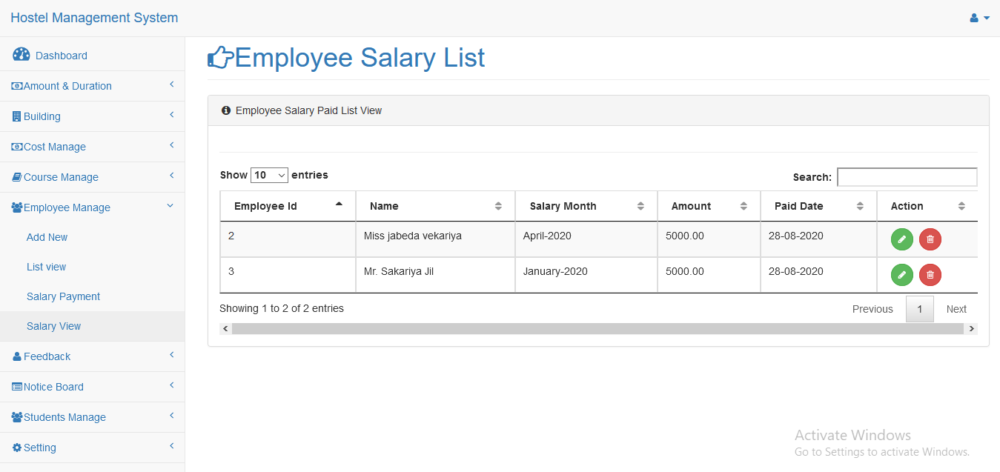 Hostel Management System
Dashboard
Amount & Duration
Building
Cost Manage
Course Manage
Employee Manage
Add New
List view
Salary Payment
Salary View
Feedback
Notice Board
Students Manage
Setting
Employee Salary List
Employee Salary Paid List View
Show 10 entries
Search:
Employee Id Name Salary Month Amount Paid Date Action
2 Miss jabeda vekariya April-2020 5000.00 28-08-2020
3 Mr. Sakariya Jil January-2020 5000.00 28-08-2020
Showing 1 to 2 of 2 entries
Previous 1 Next
Activate Windows
Go to Settings to activate Windows.